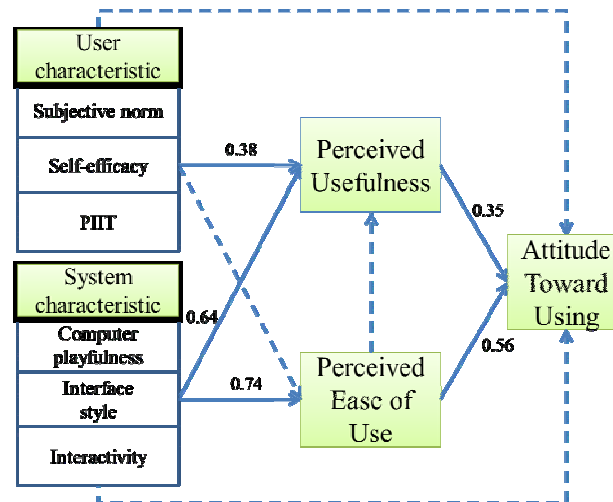 User
characteristic
Subjective norm
Self-efficacy
PIIT
System
characteristic
Computer
playfulness
Interface
style
Interactivity
0.38
0.64
0.74
Perceived
Usefulness
Perceived
Ease of
Use
0.35
0.56
Attitude
Toward
Using